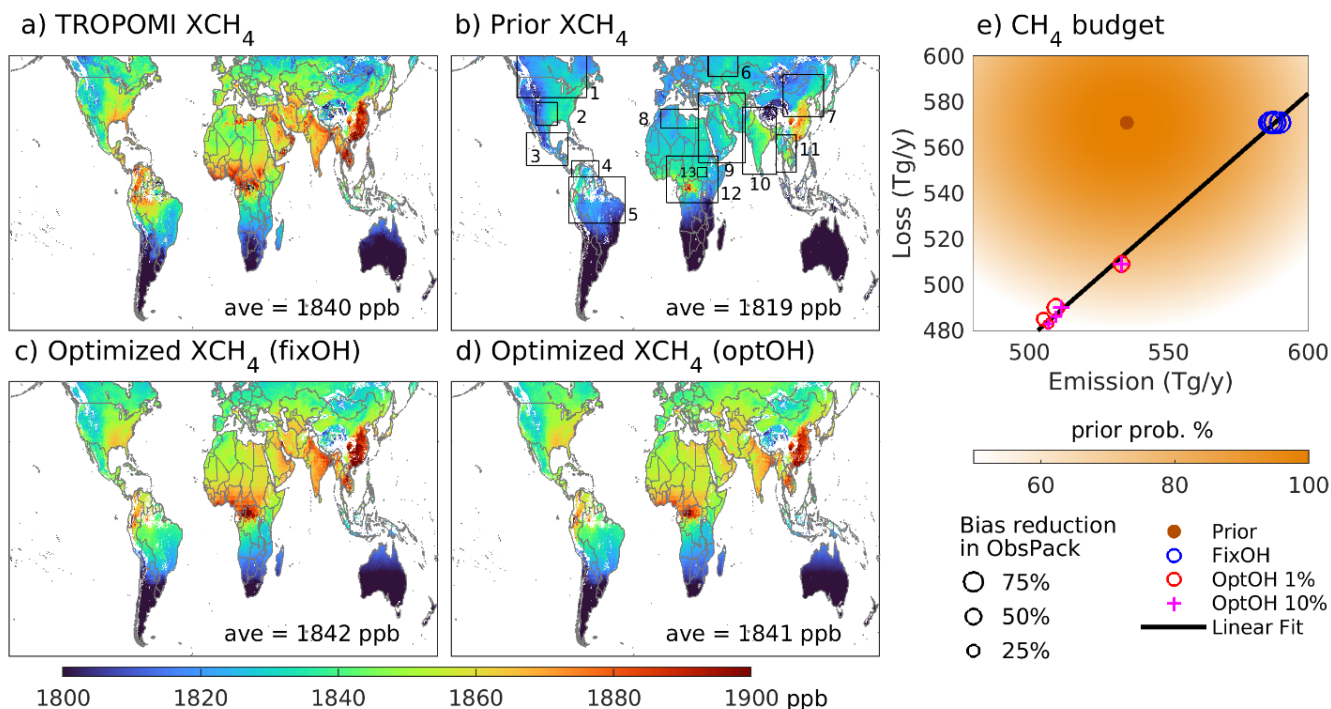 a) TROPOMI XCH4
ave = 1840 ppb
b) Prior XCH4
1
2
3
4
5
6
7
8
9
10
11
12
13
ave = 1819 ppb
c) Optimized XCH4 (fixOH)
ave = 1842 ppb
d) Optimized XCH4 (optOH)
ave = 1841 ppb
1800 1820 1840 1860 1880 1900 ppb
e) CH4 budget
Loss (Tg/y)
600
580
560
540
520
500
480
500 550 600
Emission (Tg/y)
prior prob. %
60 80 100
Bias reduction
in ObsPack
75%
50%
25%
Prior
FixOH
OptOH 1%
OptOH 10%
Linear Fit